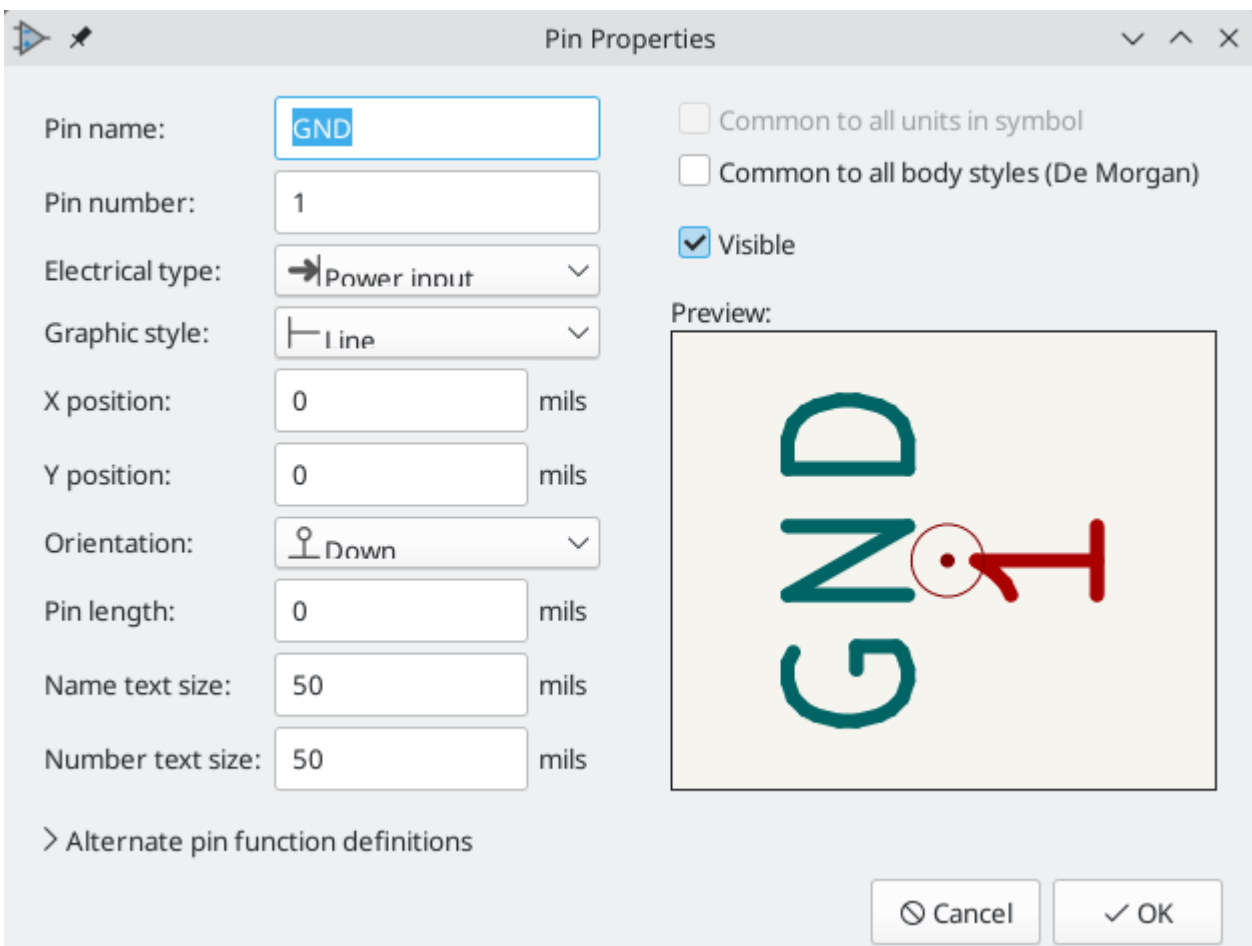 Pin Properties
Pin name: GND
Pin number: 1
Electrical type: Power input
Graphic style: Line
X position: 0 mils
Y position: 0 mils
Orientation: Down
Pin length: 0 mils
Name text size: 50 mils
Number text size: 50 mils
Alternate pin function definitions
Common to all units in symbol
Common to all body styles (De Morgan)
Visible
Preview:
GND
1
Cancel OK